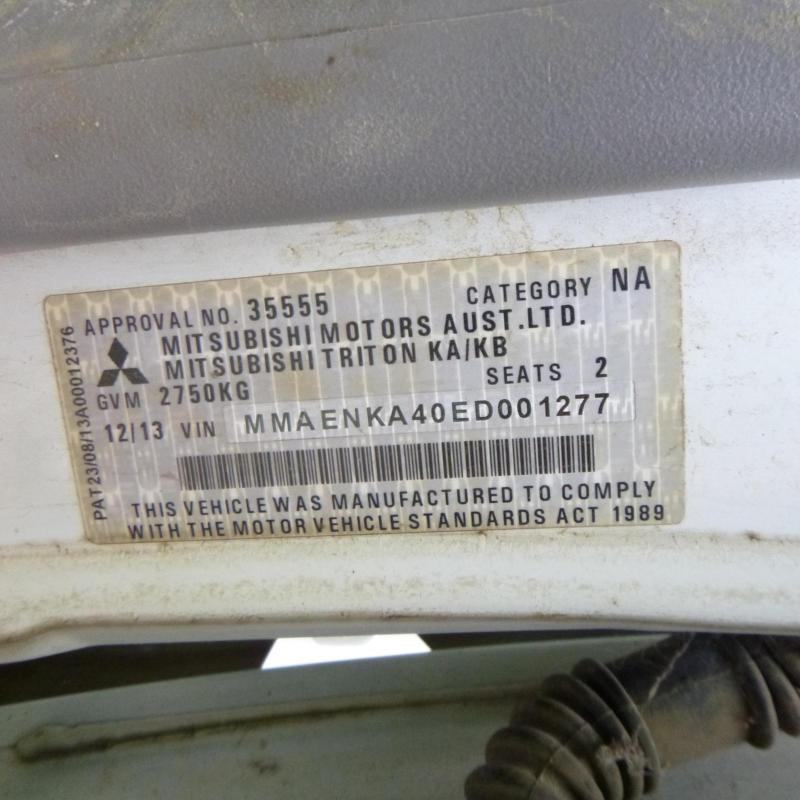 APPROVAL NO. 35555 CATEGORY NA
MITSUBISHI MOTORS AUST.LTD.
MITSUBISHI TRITON KA/KB
GVM 2750KG SEATS 2
12/13 VIN MMAENKA40ED001277
THIS VEHICLE WAS MANUFACTURED TO COMPLY
WITH THE MOTOR VEHICLE STANDARDS ACT 1989
PAT23/08/13A00012376